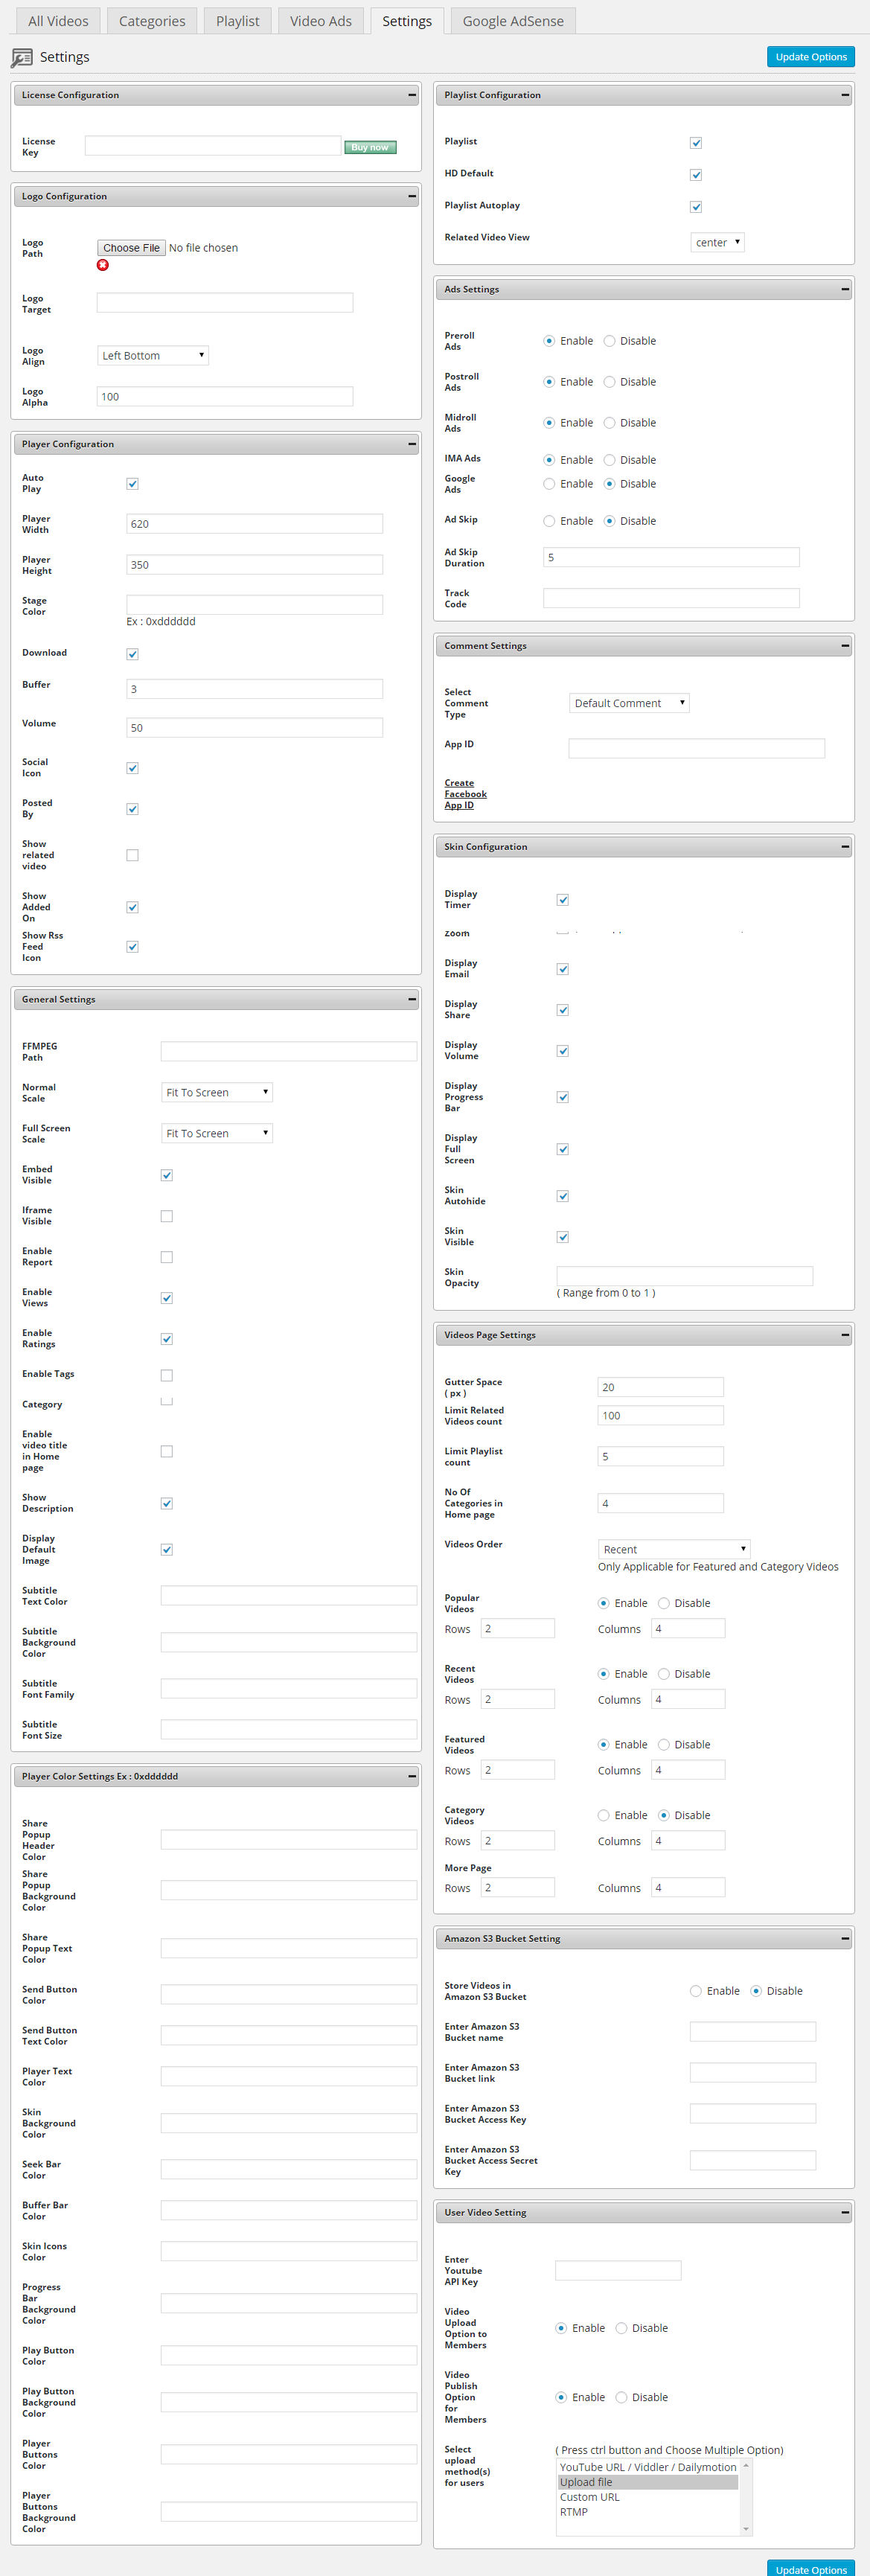 All Videos
Categories
Playlist
Video Ads
Settings
Google AdSense
Settings
Update Options
License Configuration
License
Key
Buy now
Logo Configuration
Logo
Path
Choose File No file chosen
Logo
Target
Logo
Align
Left Bottom
Logo
Alpha
100
Player Configuration
Auto
Play
Player
Width
620
Player
Height
350
Stage
Color
Ex : 0xdddddd
Download
Buffer
3
Volume
50
Social
Icon
Posted
By
Show
related
video
Show
Added
On
Show Rss
Feed
Icon
General Settings
FFMPEG
Path
Normal
Scale
Fit To Screen
Full Screen
Scale
Fit To Screen
Embed
Visible
Iframe
Visible
Enable
Report
Enable
Views
Enable
Ratings
Enable Tags
Category
Enable
video title
in Home
page
Show
Description
Display
Default
Image
Subtitle
Text Color
Subtitle
Background
Color
Subtitle
Font Family
Subtitle
Font Size
Player Color Settings Ex : 0xdddddd
Share
Popup
Header
Color
Share
Popup
Background
Color
Share
Popup Text
Color
Send Button
Color
Send Button
Text Color
Player Text
Color
Skin
Background
Color
Seek Bar
Color
Buffer Bar
Color
Skin Icons
Color
Progress
Bar
Background
Color
Play Button
Color
Play Button
Background
Color
Player
Buttons
Color
Player
Buttons
Background
Color
Playlist Configuration
Playlist
HD Default
Playlist Autoplay
Related Video View
center
Ads Settings
Preroll
Ads
Enable Disable
Postroll
Ads
Enable Disable
Midroll
Ads
Enable Disable
IMA Ads
Enable Disable
Google
Ads
Enable Disable
Ad Skip
Enable Disable
Ad Skip
Duration
5
Track
Code
Comment Settings
Select
Comment
Type
Default Comment
App ID
Create
Facebook
App ID
Skin Configuration
Display
Timer
Zoom
Display
Email
Display
Share
Display
Volume
Display
Progress
Bar
Display
Full
Screen
Skin
Autohide
Skin
Visible
Skin
Opacity
( Range from 0 to 1 )
Videos Page Settings
Gutter Space
( px )
20
Limit Related
Videos count
100
Limit Playlist
count
5
No Of
Categories in
Home page
4
Videos Order
Recent
Only Applicable for Featured and Category Videos
Popular
Videos
Enable Disable
Rows 2 Columns 4
Recent
Videos
Enable Disable
Rows 2 Columns 4
Featured
Videos
Enable Disable
Rows 2 Columns 4
Category
Videos
Enable Disable
Rows 2 Columns 4
More Page
Rows 2 Columns 4
Amazon S3 Bucket Setting
Store Videos in
Amazon S3 Bucket
Enable Disable
Enter Amazon S3
Bucket name
Enter Amazon S3
Bucket link
Enter Amazon S3
Bucket Access Key
Enter Amazon S3
Bucket Access Secret
Key
User Video Setting
Enter
Youtube
API Key
Video
Upload
Option to
Members
Enable Disable
Video
Publish
Option
for
Members
Enable Disable
Select
upload
method(s)
for users
( Press ctrl button and Choose Multiple Option)
YouTube URL / Viddler / Dailymotion
Upload file
Custom URL
RTMP
Update Options